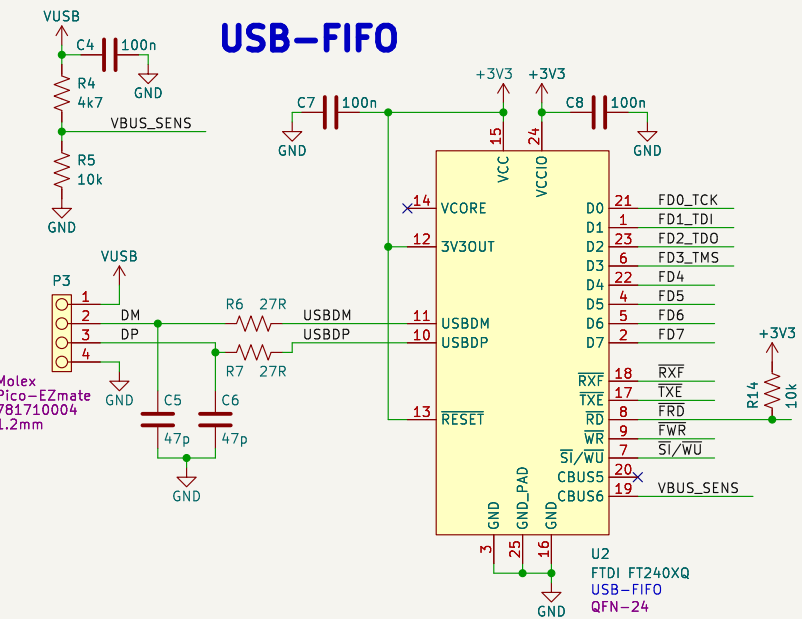 USB-FIFO
VUSB
C4 100n
GND
R4
4k7
VBUS_SENS
R5
10k
GND
+3V3
+3V3
C7 100n
C8 100n
GND
GND
15
24
VCC
VCCIO
14 VCORE
12 3V3OUT
11 USBDM
10 USBDP
13 RESET
D0 21 FD0_TCK
D1 1 FD1_TDI
D2 23 FD2_TDO
D3 6 FD3_TMS
D4 22 FD4
D5 4 FD5
D6 5 FD6
D7 2 FD7
RXF 18 RXF
TXE 17 TXE
RD 8 FRD
WR 9 FWR
SI/WU 7 SI/WU
CBUS5 20
CBUS6 19 VBUS_SENS
+3V3
R14
10k
VUSB
P3
1
2 DM
3 DP
4
GND
Molex
Pico-EZmate
781710004
1.2mm
R6 27R USBDM
R7 27R USBDP
C5
47p
C6
47p
GND
GND
GND_PAD
GND
3
25
16
GND
U2
FTDI FT240XQ
USB-FIFO
QFN-24